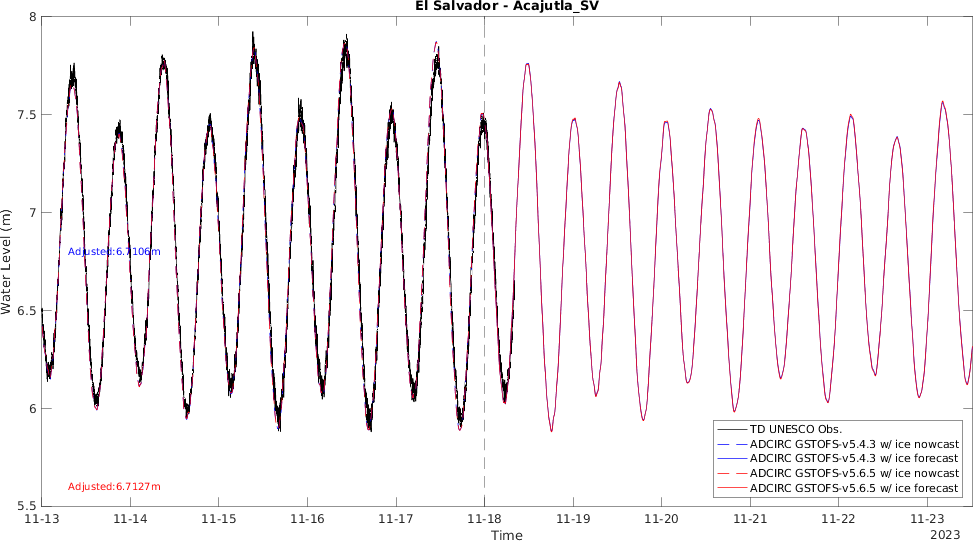 El Salvador - Acajutla_SV
8
7.5
7
6.5
6
5.5
Water Level (m)
Adjusted:6.7106m
Adjusted:6.7127m
TD UNESCO Obs.
ADCIRC GSTOFS-v5.4.3 w/ ice nowcast
ADCIRC GSTOFS-v5.4.3 w/ ice forecast
ADCIRC GSTOFS-v5.6.5 w/ ice nowcast
ADCIRC GSTOFS-v5.6.5 w/ ice forecast
11-13 11-14 11-15 11-16 11-17 11-18 11-19 11-20 11-21 11-22 11-23
Time
2023